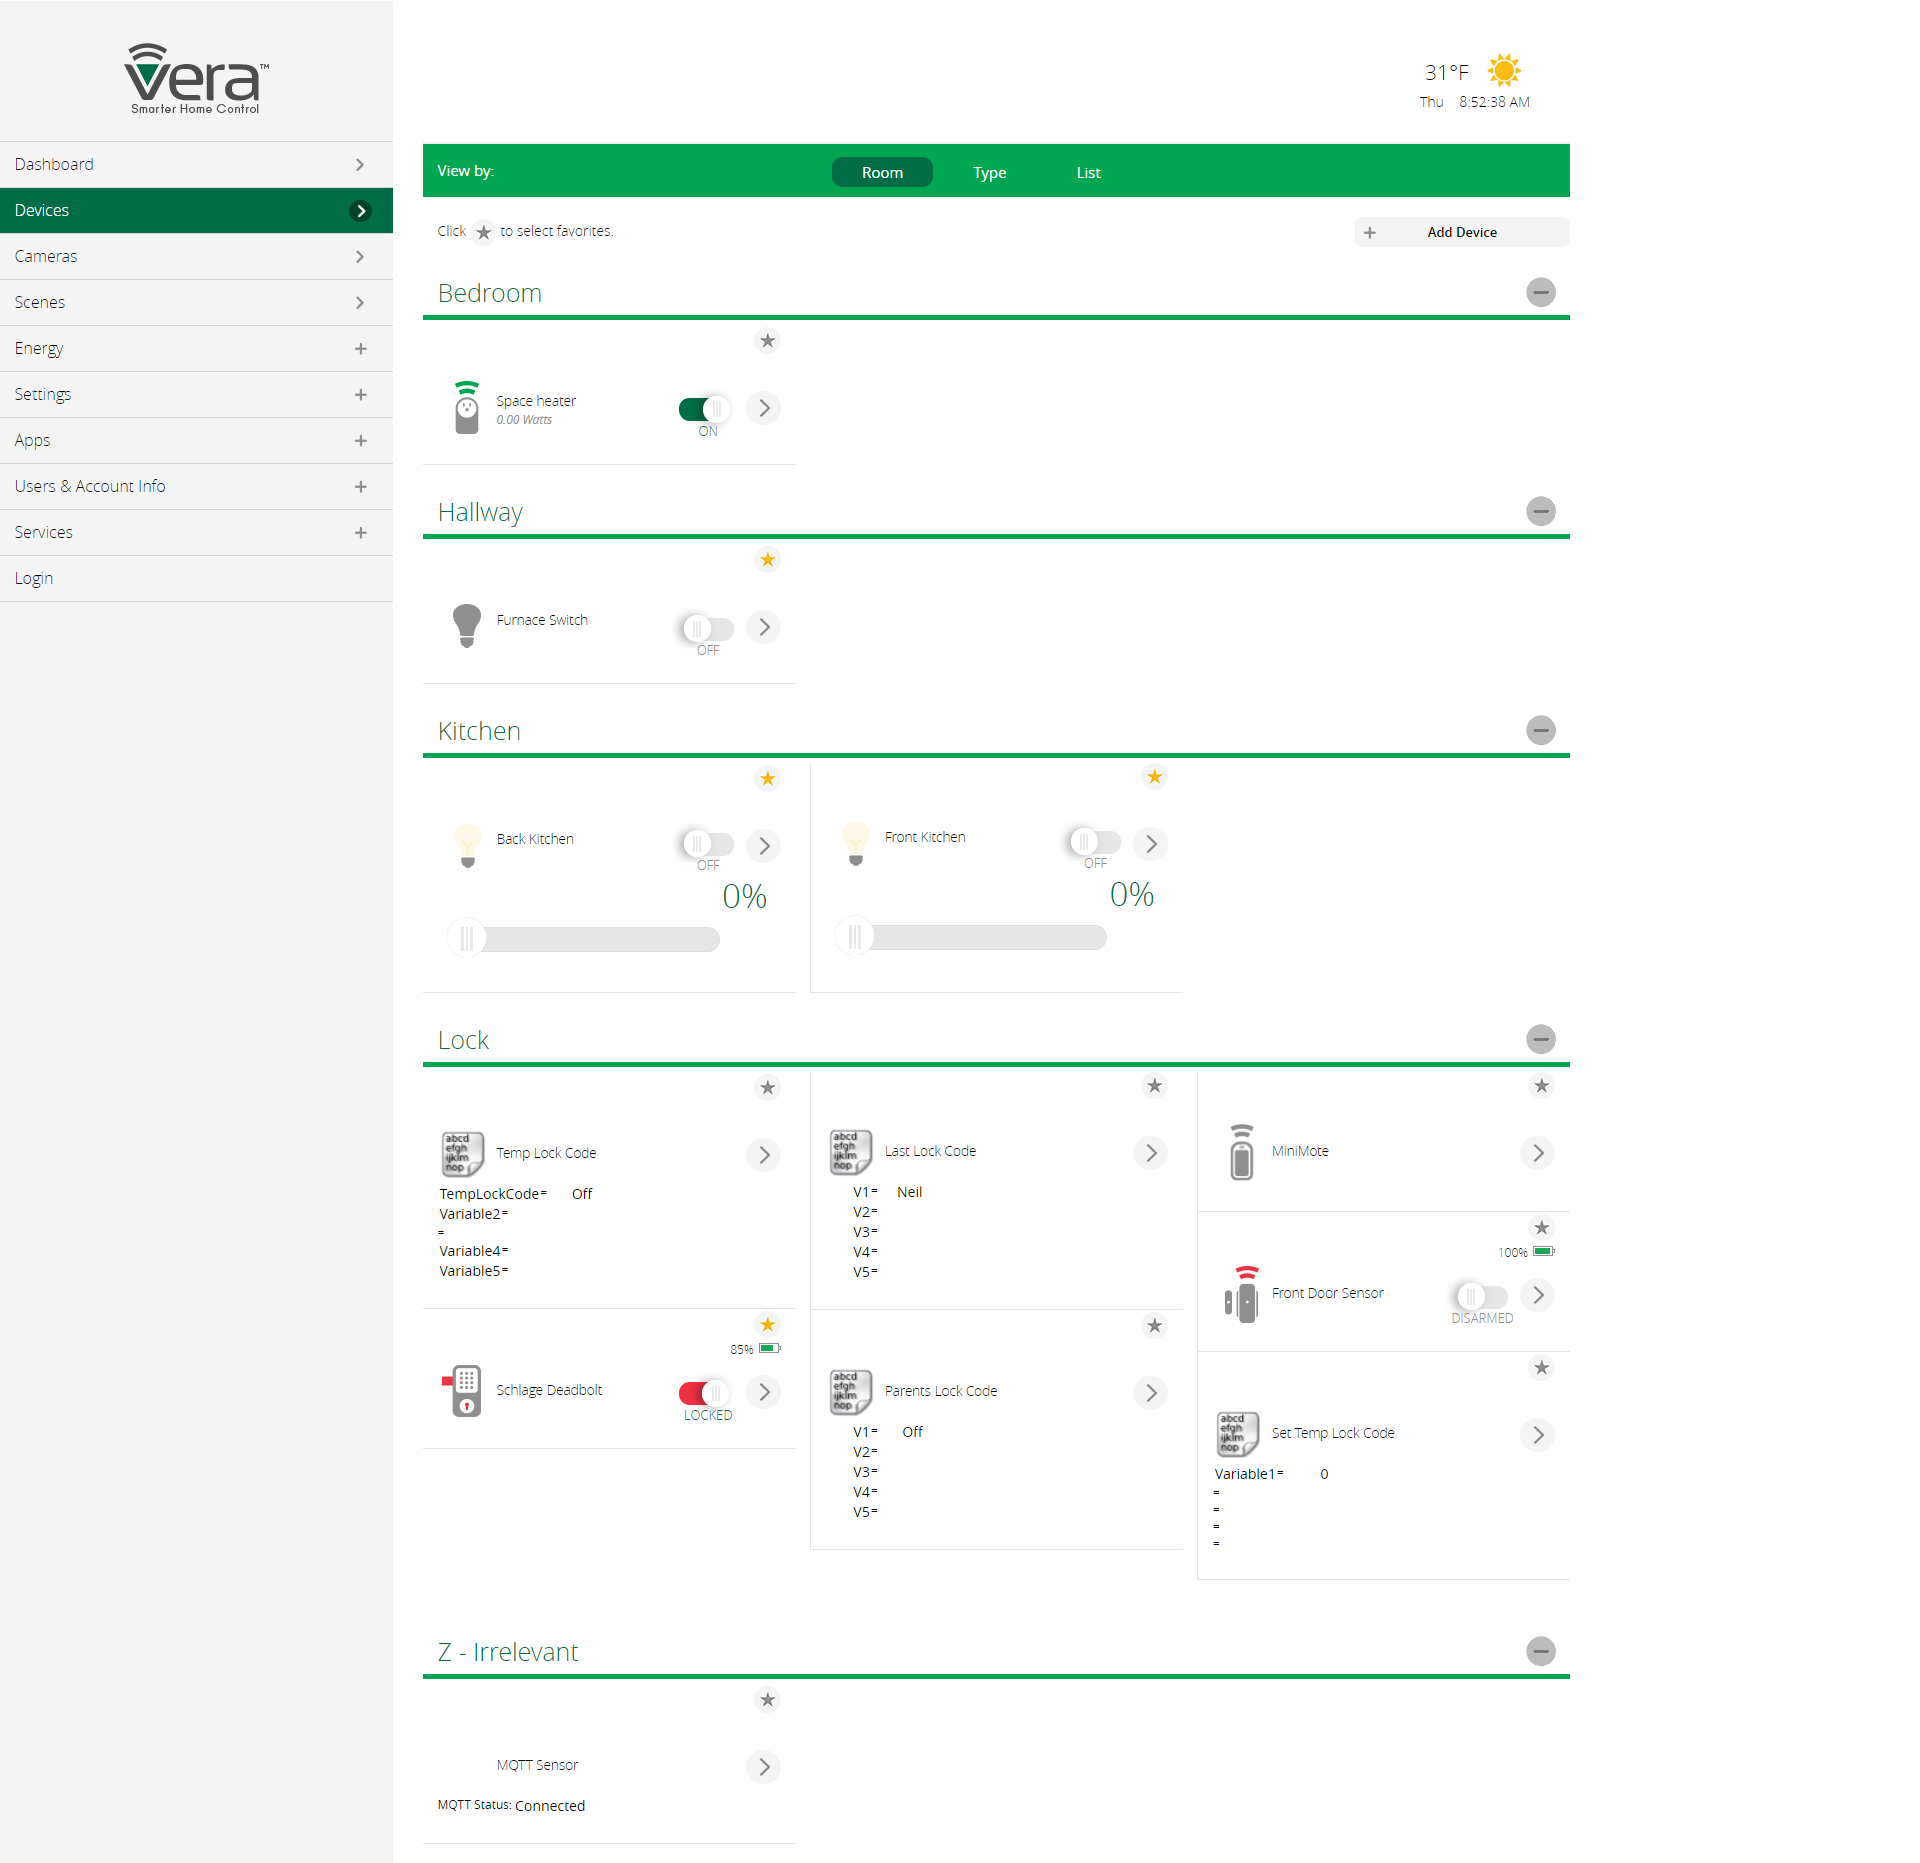 vera™
Smarter Home Control
31°F
Thu 8:52:38 AM
Dashboard
Devices
Cameras
Scenes
Energy
Settings
Apps
Users & Account Info
Services
Login
View by:
Room
Type
List
Click to select favorites.
+ Add Device
Bedroom
Space heater
0.00 Watts
ON
Hallway
Furnace Switch
OFF
Kitchen
Back Kitchen
OFF
0%
Front Kitchen
OFF
0%
Lock
abcd
efgh
ijklm
nop
Temp Lock Code
TempLockCode= Off
Variable2=
=
Variable4=
Variable5=
85%
Schlage Deadbolt
LOCKED
abcd
efgh
ijklm
nop
Last Lock Code
V1= Neil
V2=
V3=
V4=
V5=
abcd
efgh
ijklm
nop
Parents Lock Code
V1= Off
V2=
V3=
V4=
V5=
MiniMote
100%
Front Door Sensor
DISARMED
abcd
efgh
ijklm
nop
Set Temp Lock Code
Variable1= 0
=
=
=
=
Z - Irrelevant
MQTT Sensor
MQTT Status: Connected